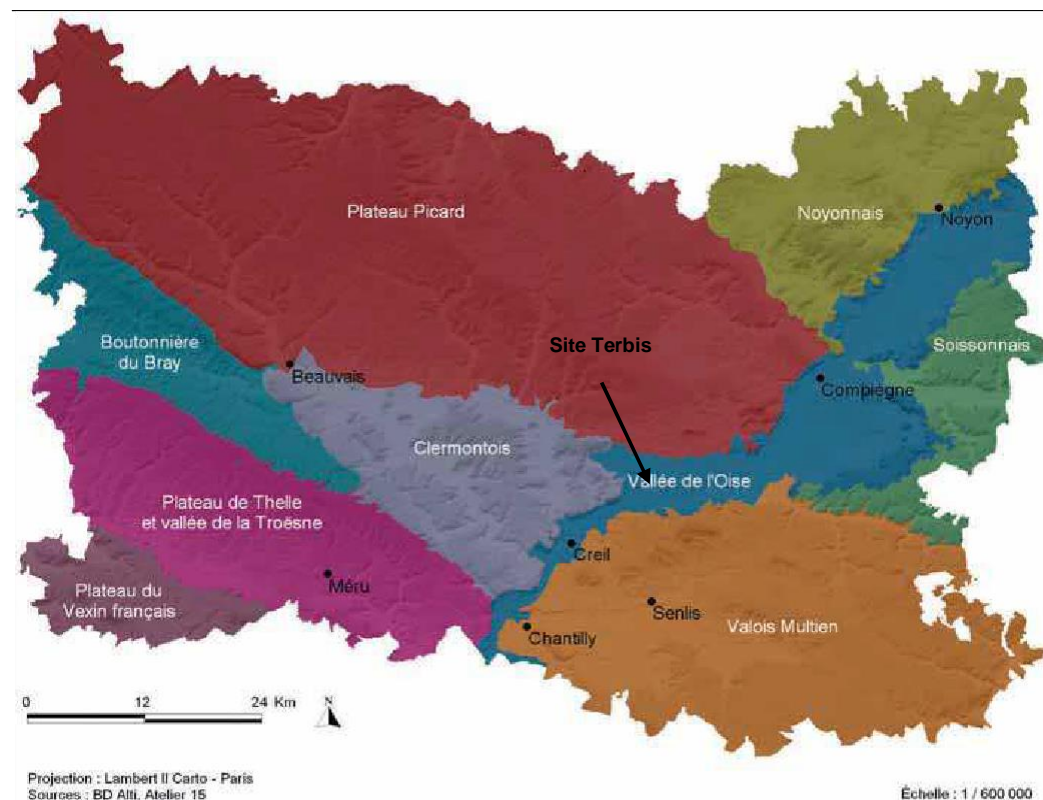 Plateau Picard
Noyonnais
Noyon
Boutonnière
du Bray
Site Terbis
Soissonnais
Beauvais
Compiègne
Clermontois
Vallée de l'Oise
Plateau de Thelle
et vallée de la Troësne
Creil
Plateau du
Vexin français
Méru
Senlis
Chantilly
Valois Multien
0 12 24 Km
N
Projection : Lambert II Carto - Paris
Sources : BD Alti, Atelier 15
Échelle : 1 / 600 000